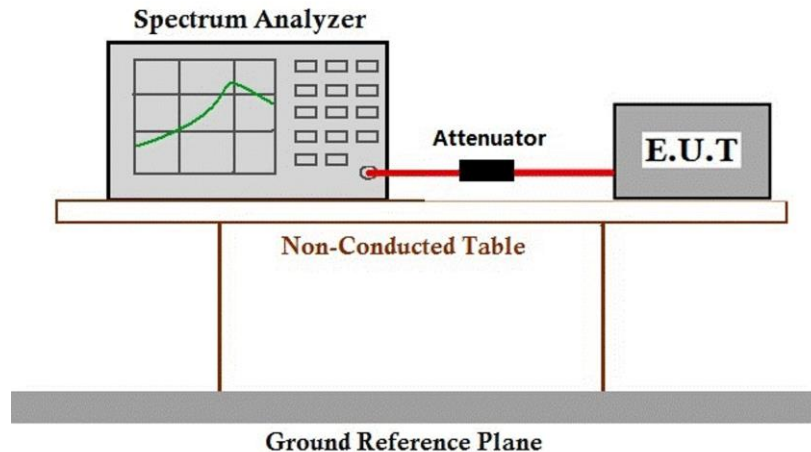 Spectrum Analyzer
Attenuator
E.U.T
Non-Conducted Table
Ground Reference Plane